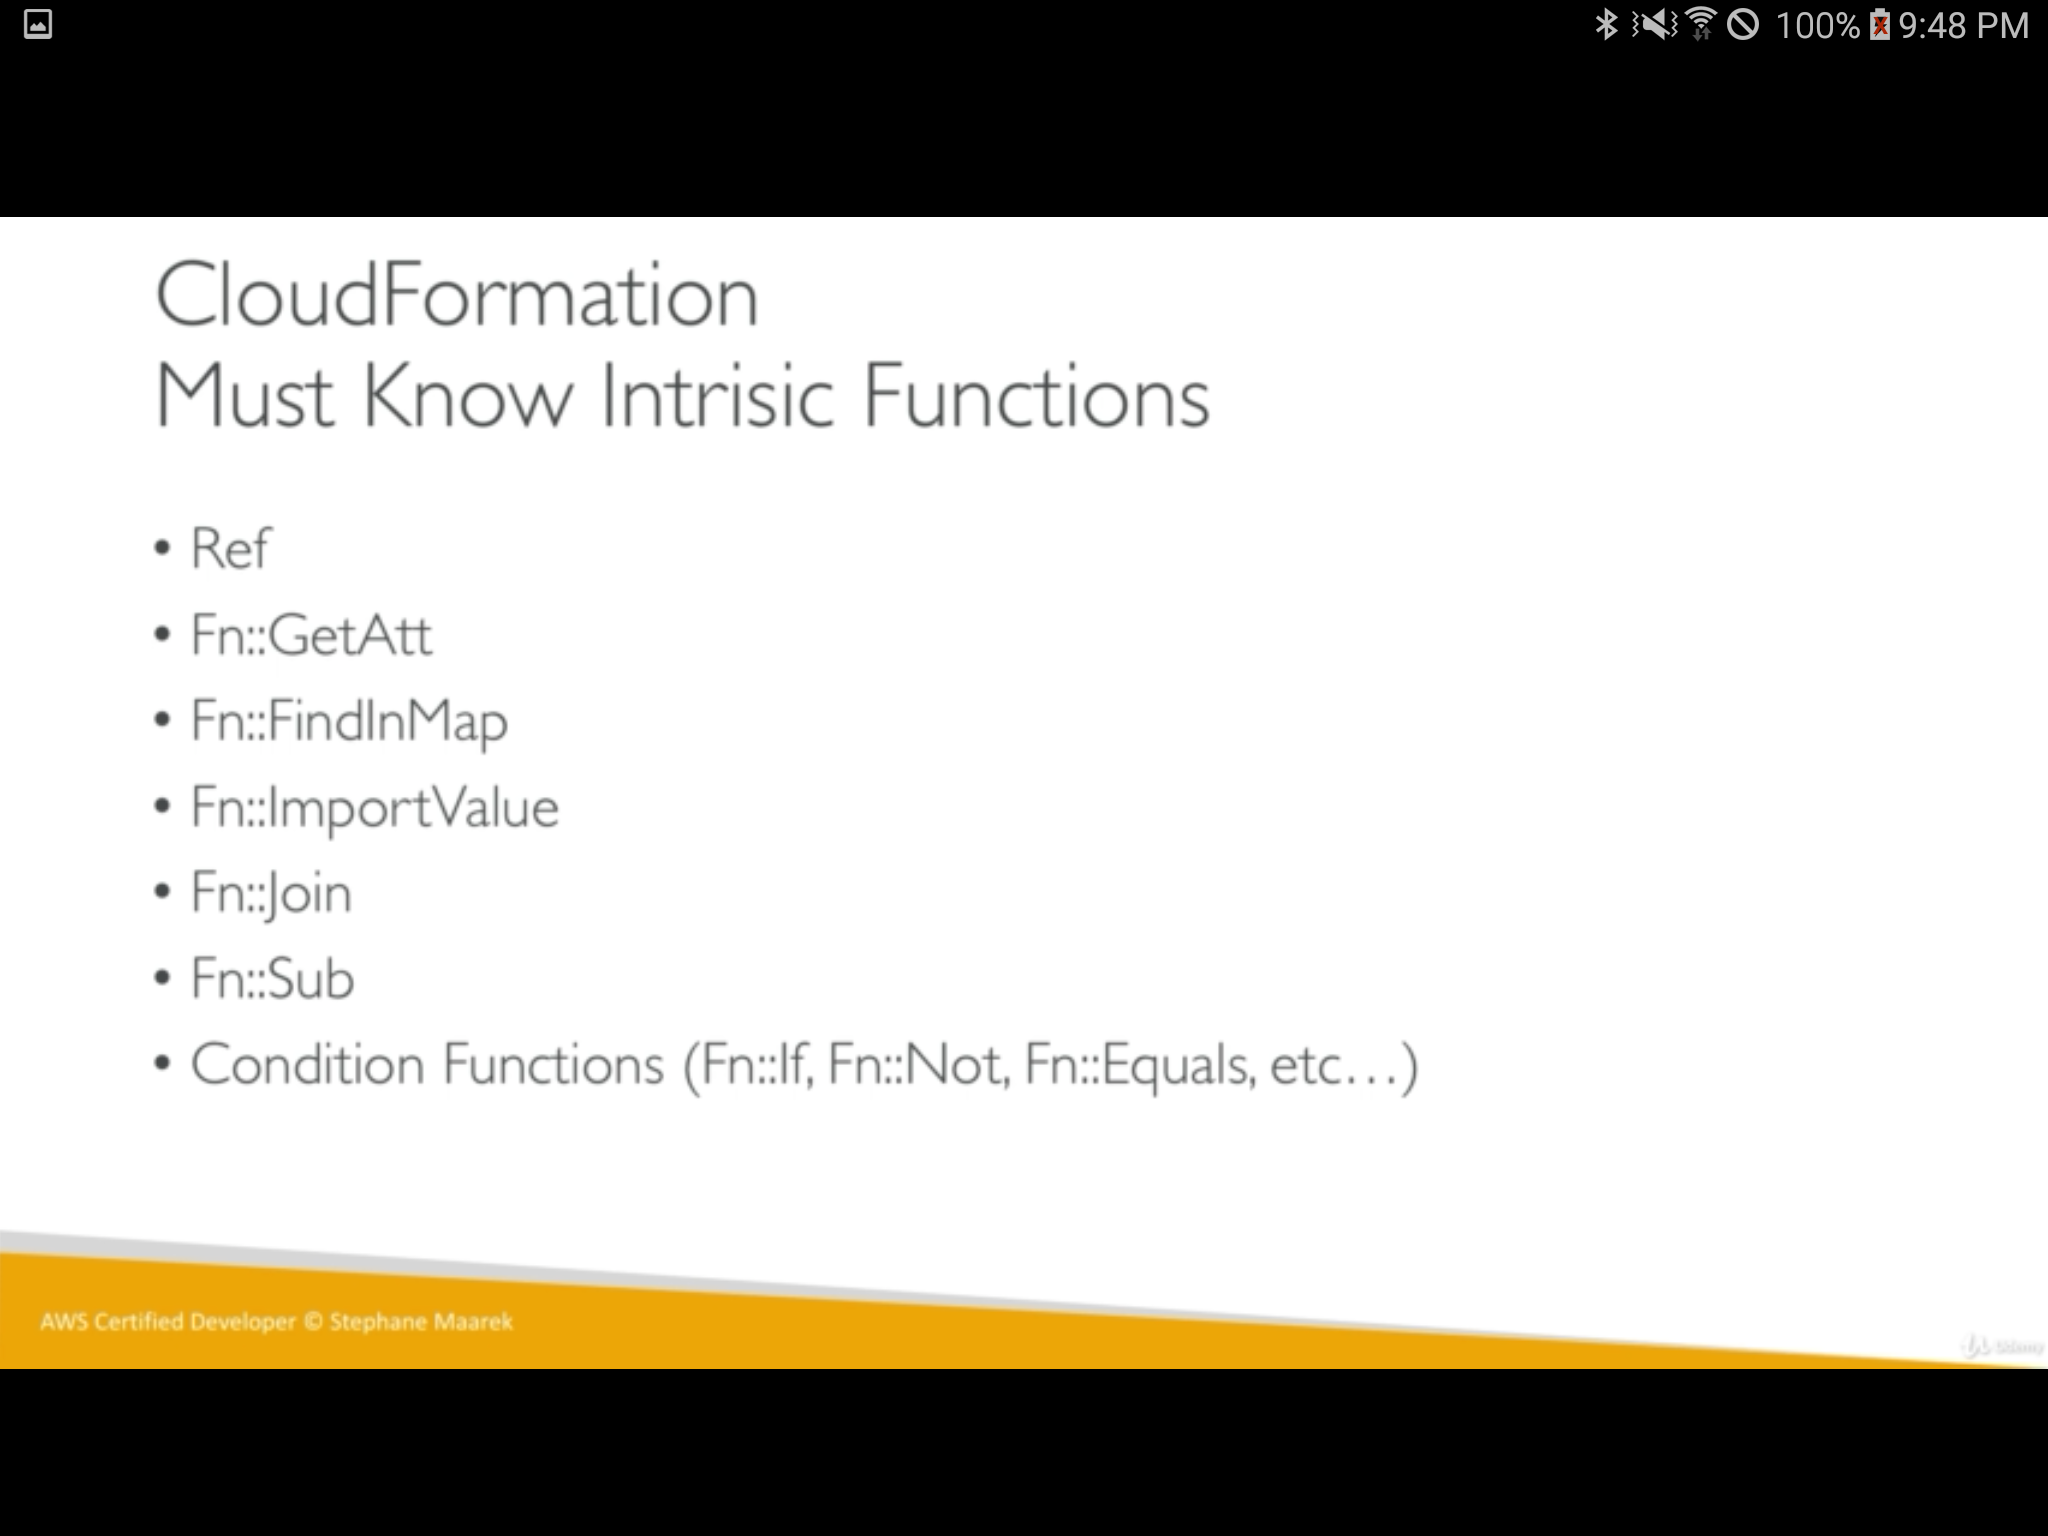 100% 9:48 PM
CloudFormation
Must Know Intrisic Functions
• Ref
• Fn::GetAtt
• Fn::FindInMap
• Fn::ImportValue
• Fn::Join
• Fn::Sub
• Condition Functions (Fn::If, Fn::Not, Fn::Equals, etc…)
AWS Certified Developer © Stephane Maarek
Udemy